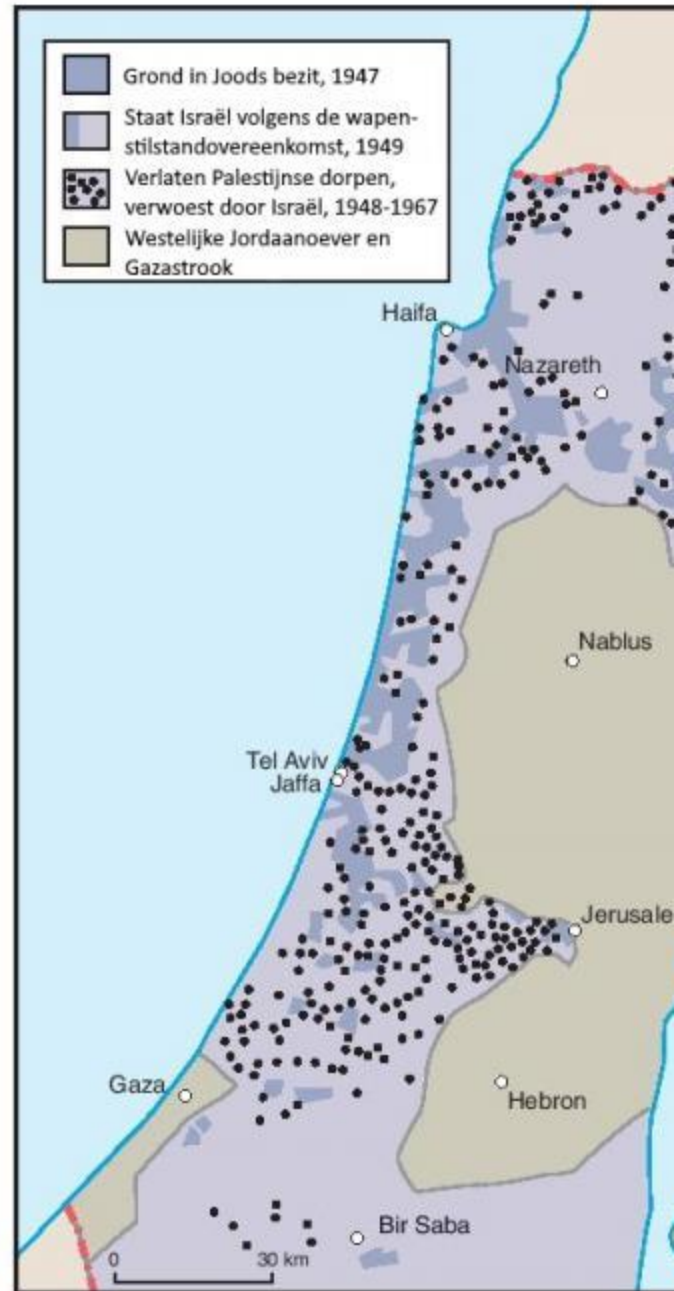 Grond in Joods bezit, 1947
Staat Israël volgens de wapen-
stilstandovereenkomst, 1949
Verlaten Palestijnse dorpen,
verwoest door Israël, 1948-1967
Westelijke Jordaanoever en
Gazastrook
Haifa
Nazareth
Nablus
Tel Aviv
Jaffa
Jerusale
Gaza
Hebron
Bir Saba
0 30 km